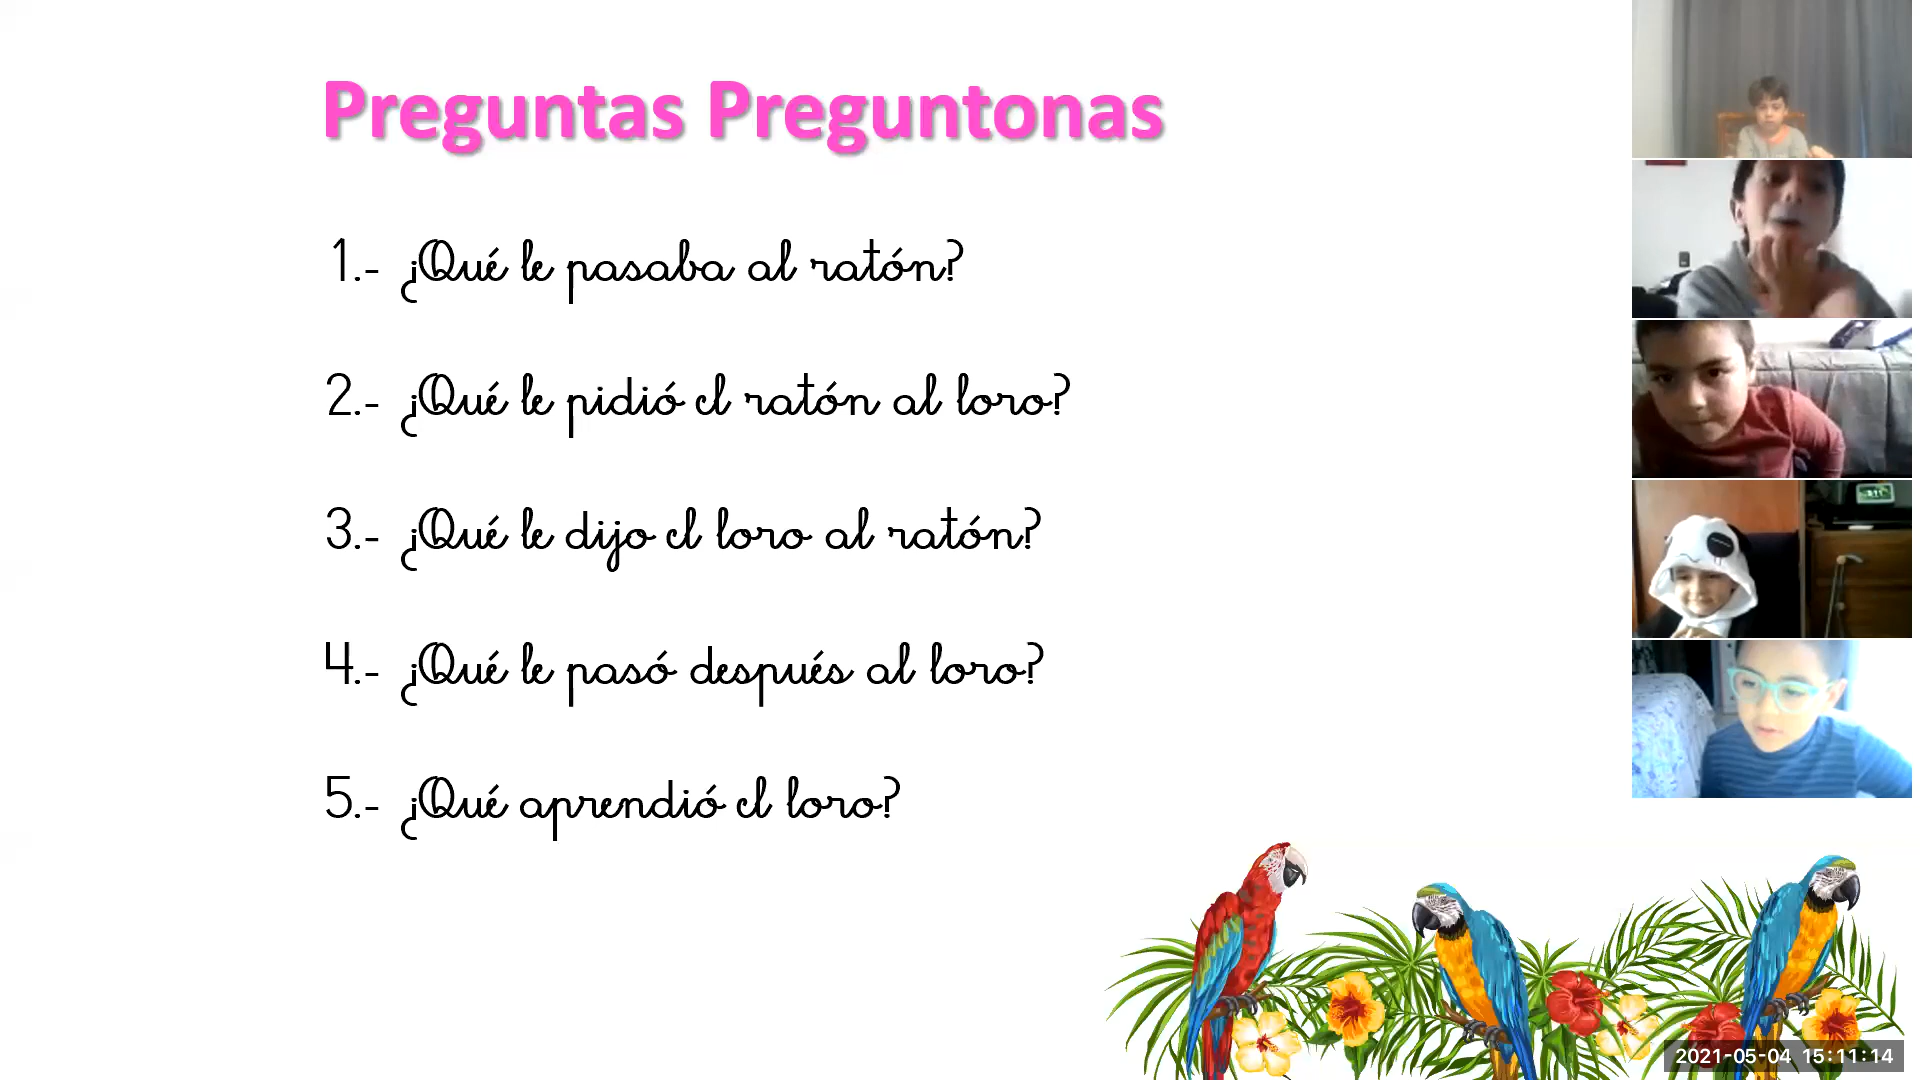 Preguntas Preguntonas
1.- ¿Qué le pasaba al ratón?
2.- ¿Qué le pidió el ratón al loro?
3.- ¿Qué le dijo el loro al ratón?
4.- ¿Qué le pasó después al loro?
5.- ¿Qué aprendió el loro?
2021-05-04 15:11:14